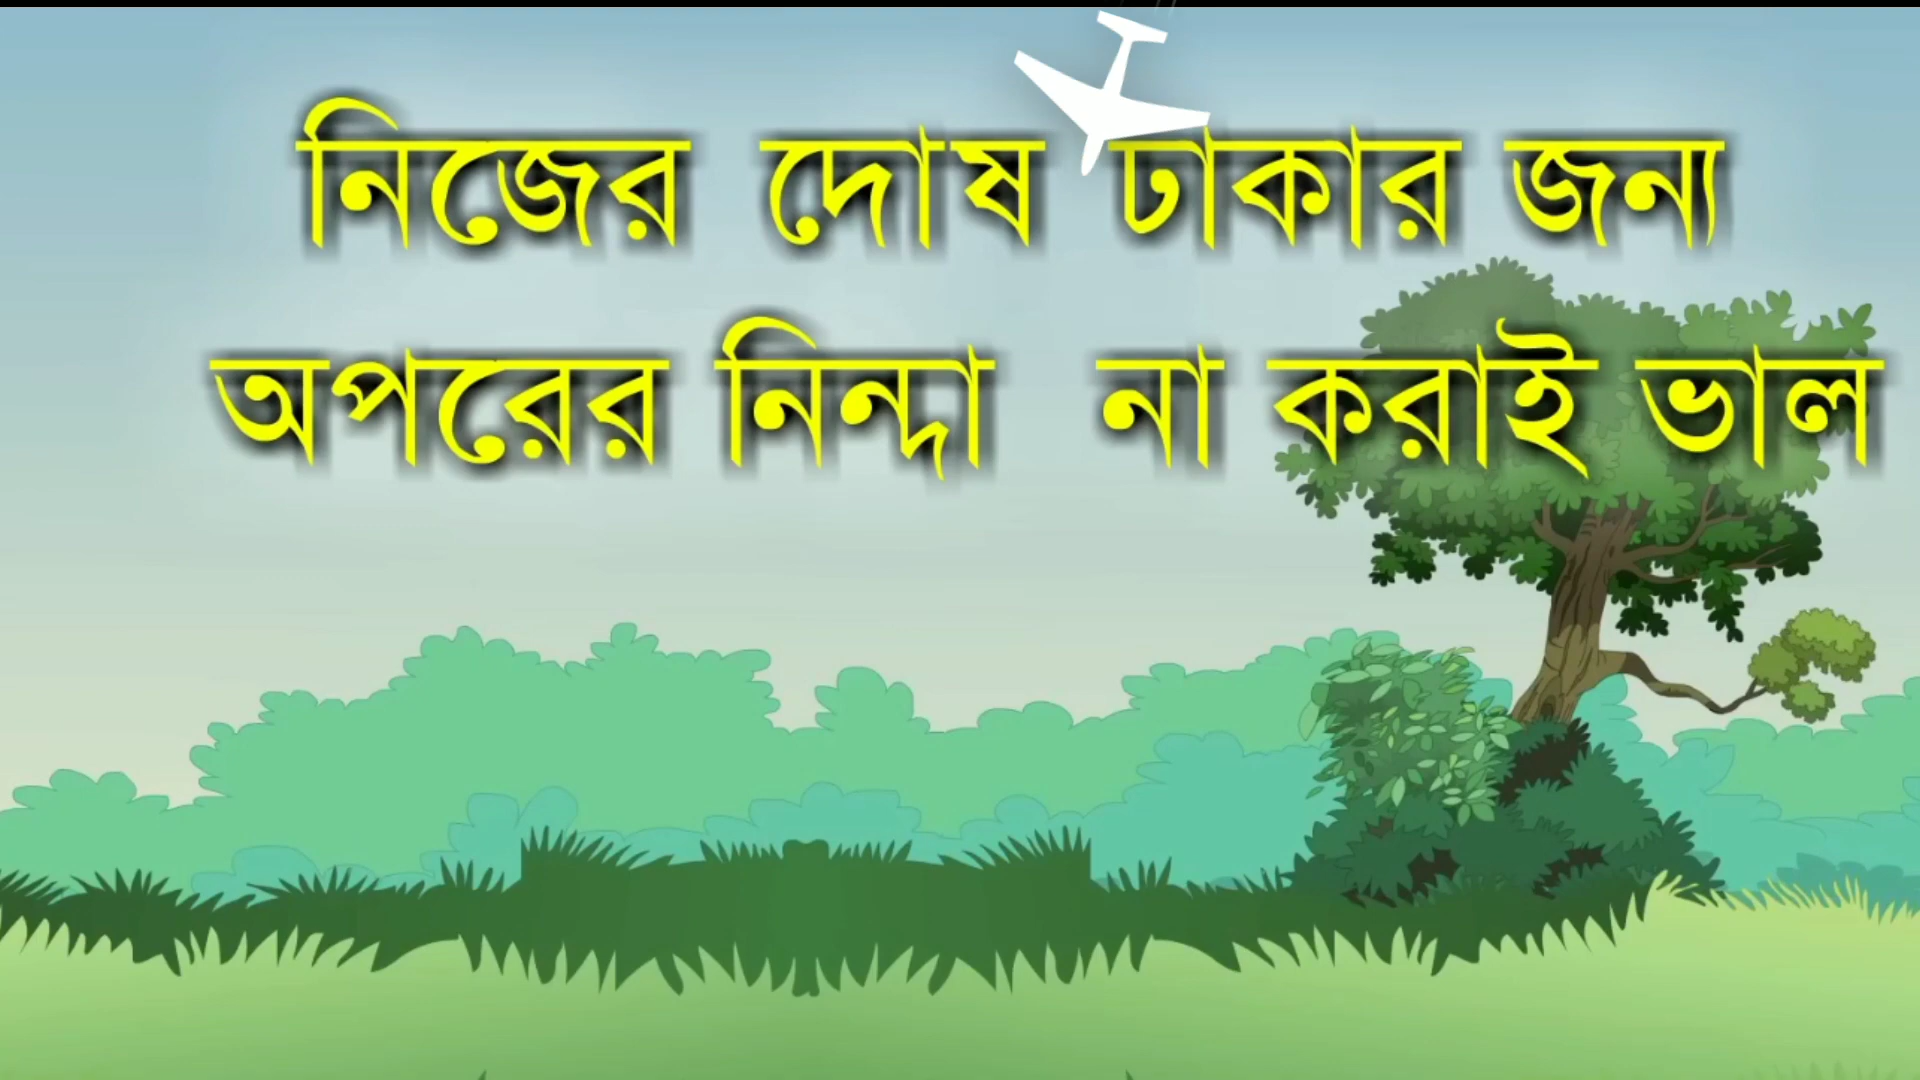 নিজের দোষ ঢাকার জন্য
অপরের নিন্দা না করাই ভাল